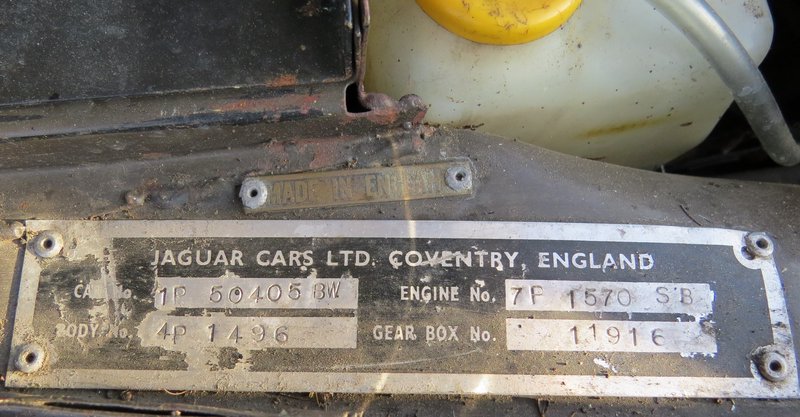 MADE IN ENGLAND
JAGUAR CARS LTD. COVENTRY, ENGLAND
CAR No. 1P 50405 BW ENGINE No. 7P 1570 S B
BODY No. 4P 1496 GEAR BOX No. 11916